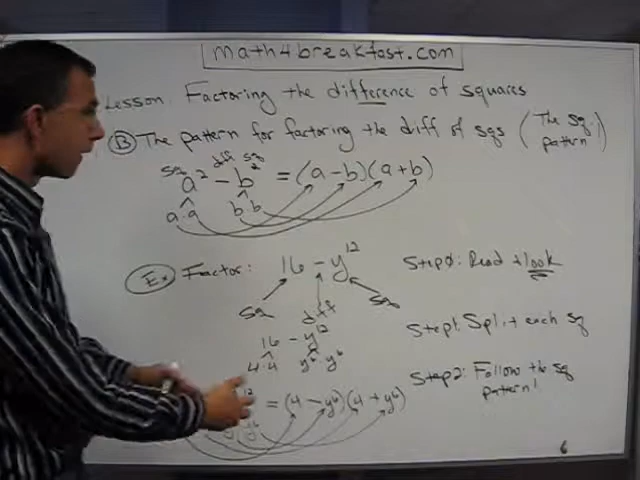 math4breakfast.com
Lesson: Factoring the difference of squares
B The pattern for factoring the diff of sqs (The sq pattern)
sq diff sq
a² - b² = (a - b)(a + b)
a·a b·b
Ex Factor: 16 - y¹² Step 0: Read + look
sq diff sq
16 - y¹² Step 1: Split each sq
4·4 y⁶·y⁶
Step 2: Follow the sq pattern!
12 = (4 - y⁶)(4 + y⁶)
6